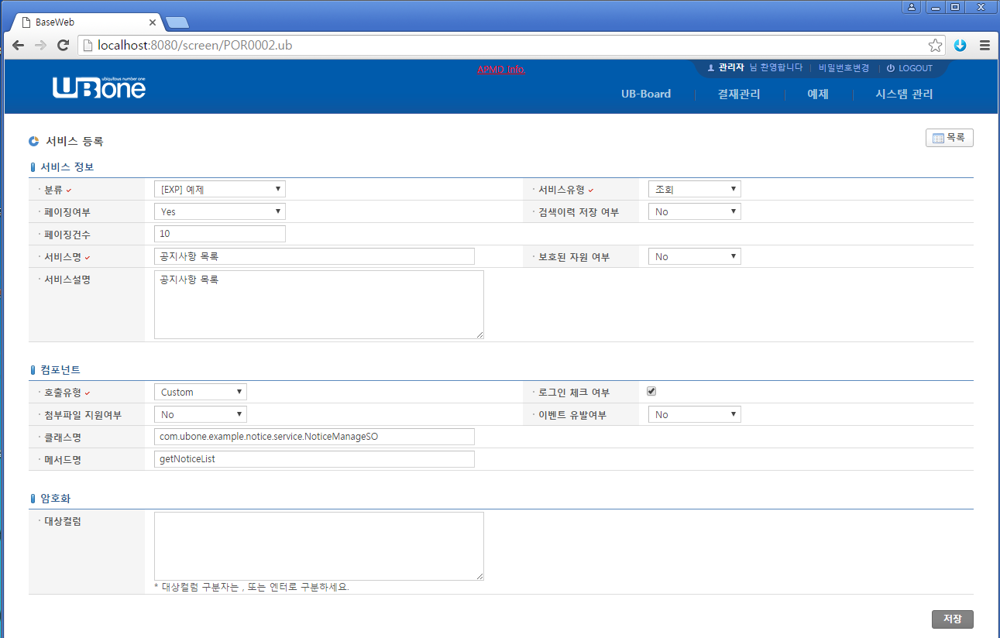 BaseWeb
localhost:8080/screen/POR0002.ub
APMD Info.
관리자 님 환영합니다 비밀번호변경 LOGOUT
ubiquitous number one
UBone
UB-Board 결재관리 예제 시스템 관리
서비스 등록 목록
서비스 정보
분류 [EXP] 예제 서비스유형 조회
페이징여부 Yes 검색이력 저장 여부 No
페이징건수 10
서비스명 공지사항 목록 보호된 자원 여부 No
서비스설명 공지사항 목록
컴포넌트
호출유형 Custom 로그인 체크 여부
첨부파일 지원여부 No 이벤트 유발여부 No
클래스명 com.ubone.example.notice.service.NoticeManageSO
메서드명 getNoticeList
암호화
대상컬럼
* 대상컬럼 구분자는 , 또는 엔터로 구분하세요.
저장